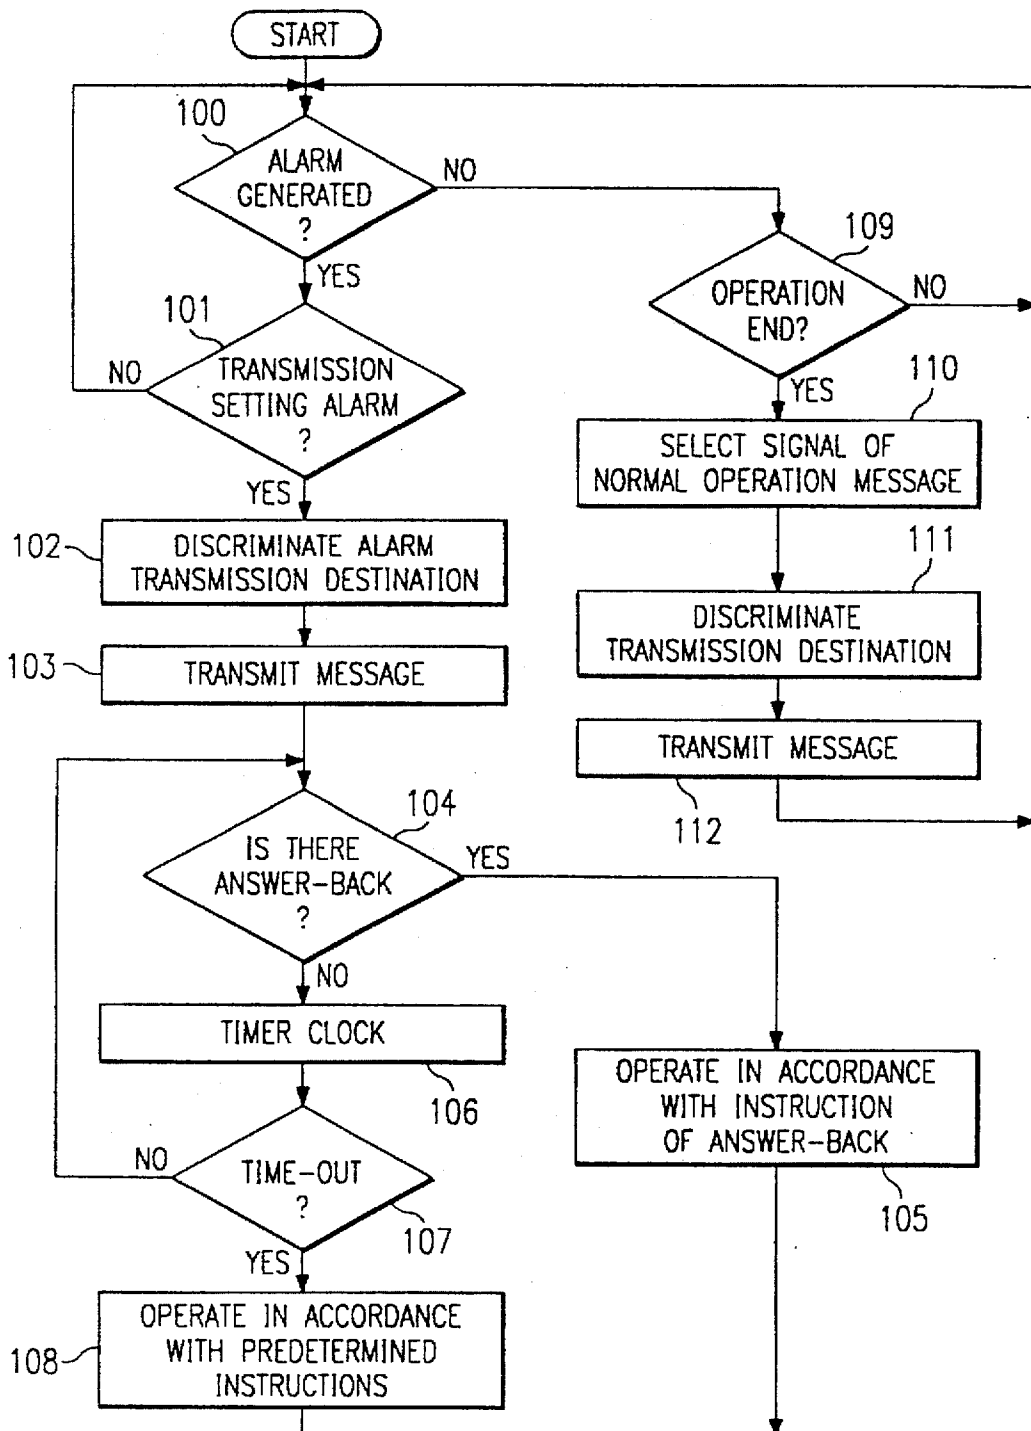 START
100
ALARM
GENERATED
?
NO
YES
109
OPERATION
END?
NO
YES
101
TRANSMISSION
SETTING ALARM
?
NO
YES
110
SELECT SIGNAL OF
NORMAL OPERATION MESSAGE
102
DISCRIMINATE ALARM
TRANSMISSION DESTINATION
111
DISCRIMINATE
TRANSMISSION DESTINATION
103
TRANSMIT MESSAGE
TRANSMIT MESSAGE
112
104
IS THERE
ANSWER-BACK
?
YES
NO
TIMER CLOCK
106
OPERATE IN ACCORDANCE
WITH INSTRUCTION
OF ANSWER-BACK
105
TIME-OUT
?
NO
107
YES
108
OPERATE IN ACCORDANCE
WITH PREDETERMINED
INSTRUCTIONS